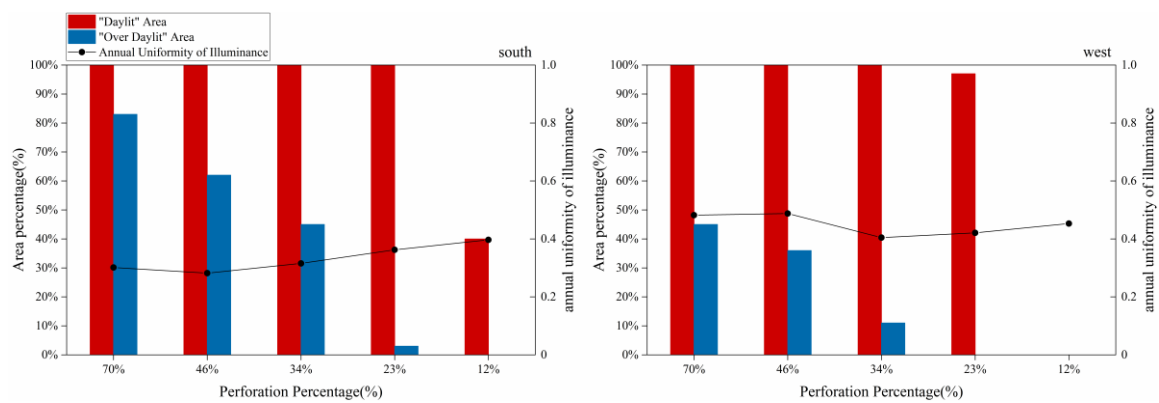 "Daylit" Area
"Over Daylit" Area
Annual Uniformity of Illuminance
south
100%
90%
80%
70%
60%
50%
40%
30%
20%
10%
0%
Area percentage(%)
1.0
0.8
0.6
0.4
0.2
0
annual uniformity of illuminance
70% 46% 34% 23% 12%
Perforation Percentage(%)
west
100%
90%
80%
70%
60%
50%
40%
30%
20%
10%
0%
Area percentage(%)
1.0
0.8
0.6
0.4
0.2
0
annual uniformity of illuminance
70% 46% 34% 23% 12%
Perforation Percentage(%)